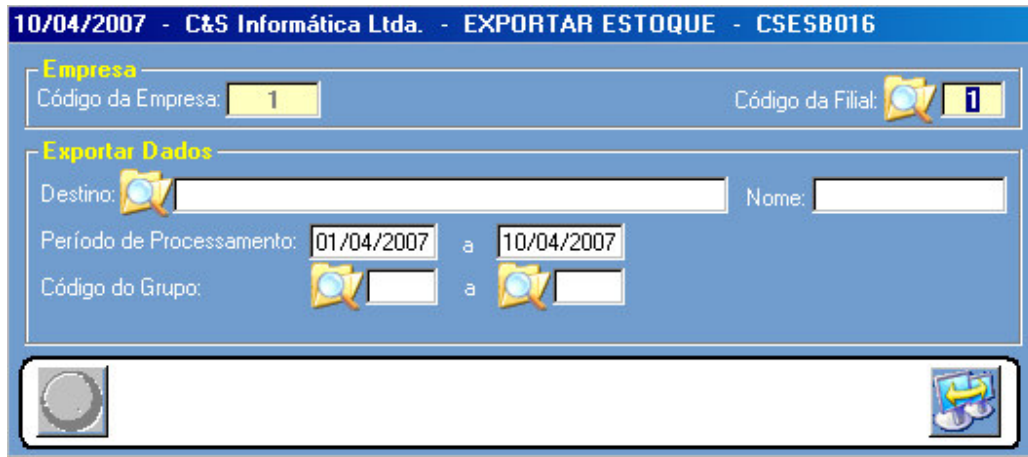 10/04/2007 - C&S Informática Ltda. - EXPORTAR ESTOQUE - CSESB016
Empresa
Código da Empresa: 1 Código da Filial: 1
Exportar Dados
Destino: Nome:
Período de Processamento: 01/04/2007 a 10/04/2007
Código do Grupo: a